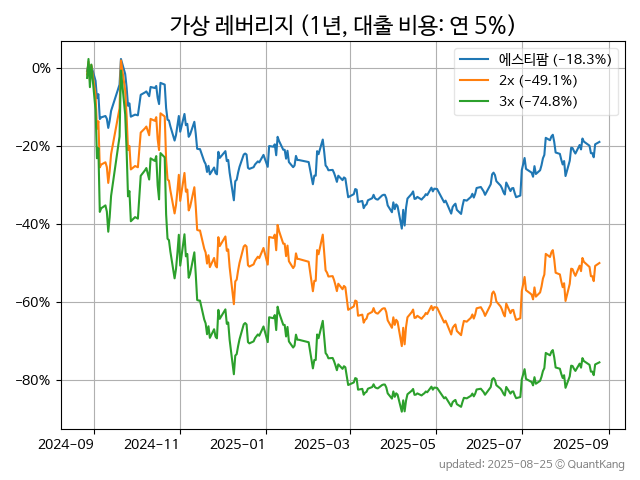 가상 레버리지 (1년, 대출 비용: 연 5%)
에스티팜 (−18.3%)
2x (−49.1%)
3x (−74.8%)
0%
−20%
−40%
−60%
−80%
2024−09 2024−11 2025−01 2025−03 2025−05 2025−07 2025−09
updated: 2025-08-25 © QuantKang